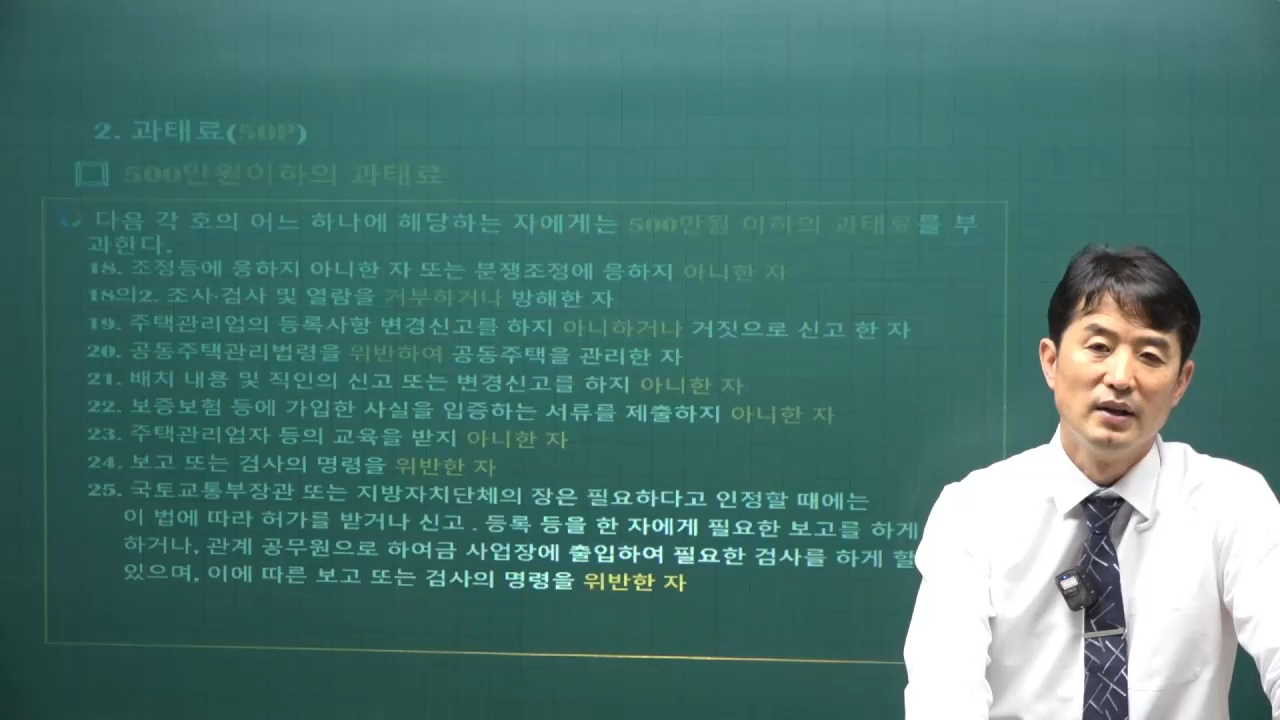 2. 과태료(50P)
500만원이하의 과태료
다음 각 호의 어느 하나에 해당하는 자에게는 500만원 이하의 과태료를 부
과한다.
18. 조정등에 응하지 아니한 자 또는 분쟁조정에 응하지 아니한 자
18의2. 조사·검사 및 열람을 거부하거나 방해한 자
19. 주택관리업의 등록사항 변경신고를 하지 아니하거나 거짓으로 신고 한 자
20. 공동주택관리법령을 위반하여 공동주택을 관리한 자
21. 배치 내용 및 직인의 신고 또는 변경신고를 하지 아니한 자
22. 보증보험 등에 가입한 사실을 입증하는 서류를 제출하지 아니한 자
23. 주택관리업자 등의 교육을 받지 아니한 자
24. 보고 또는 검사의 명령을 위반한 자
25. 국토교통부장관 또는 지방자치단체의 장은 필요하다고 인정할 때에는
이 법에 따라 허가를 받거나 신고 . 등록 등을 한 자에게 필요한 보고를 하게
하거나, 관계 공무원으로 하여금 사업장에 출입하여 필요한 검사를 하게 할
있으며, 이에 따른 보고 또는 검사의 명령을 위반한 자